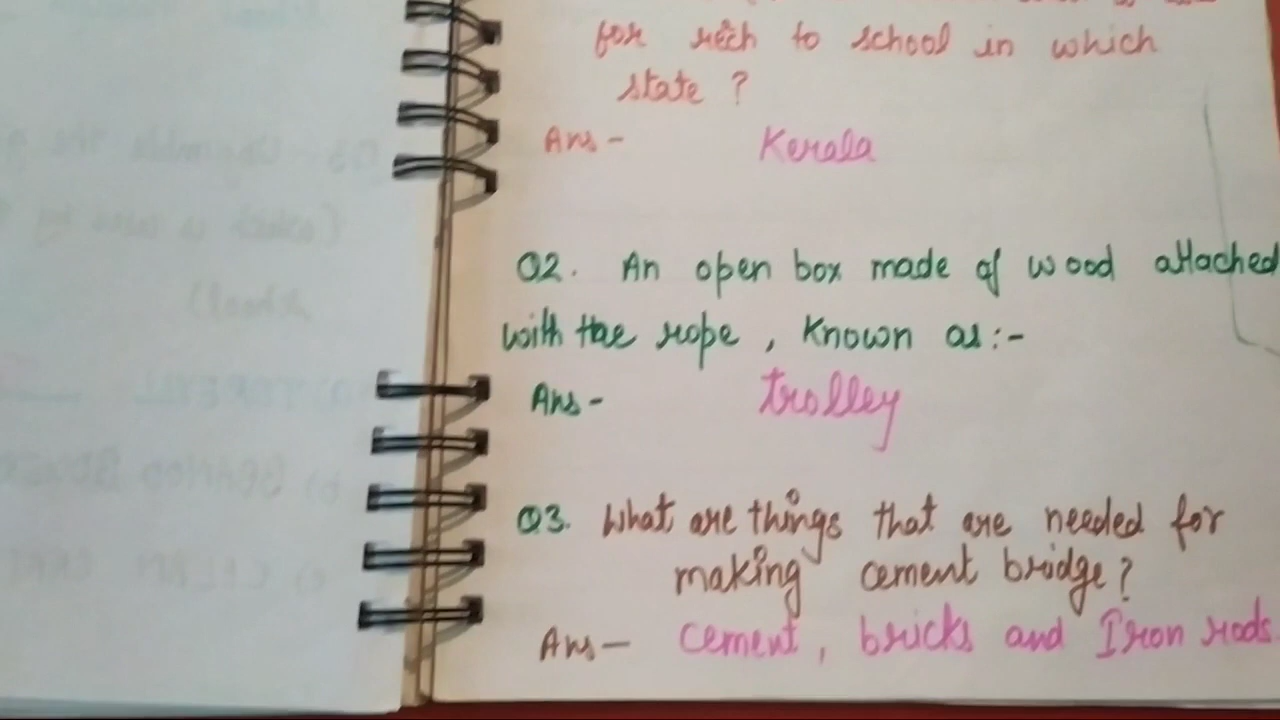 for rech to school in which
state ?
Ans- Kerala
Q2. An open box made of wood attached
with the rope , Known as:-
Ans- trolley
Q3. What are things that are needed for
making cement bridge?
Ans- Cement, bricks and Iron rods